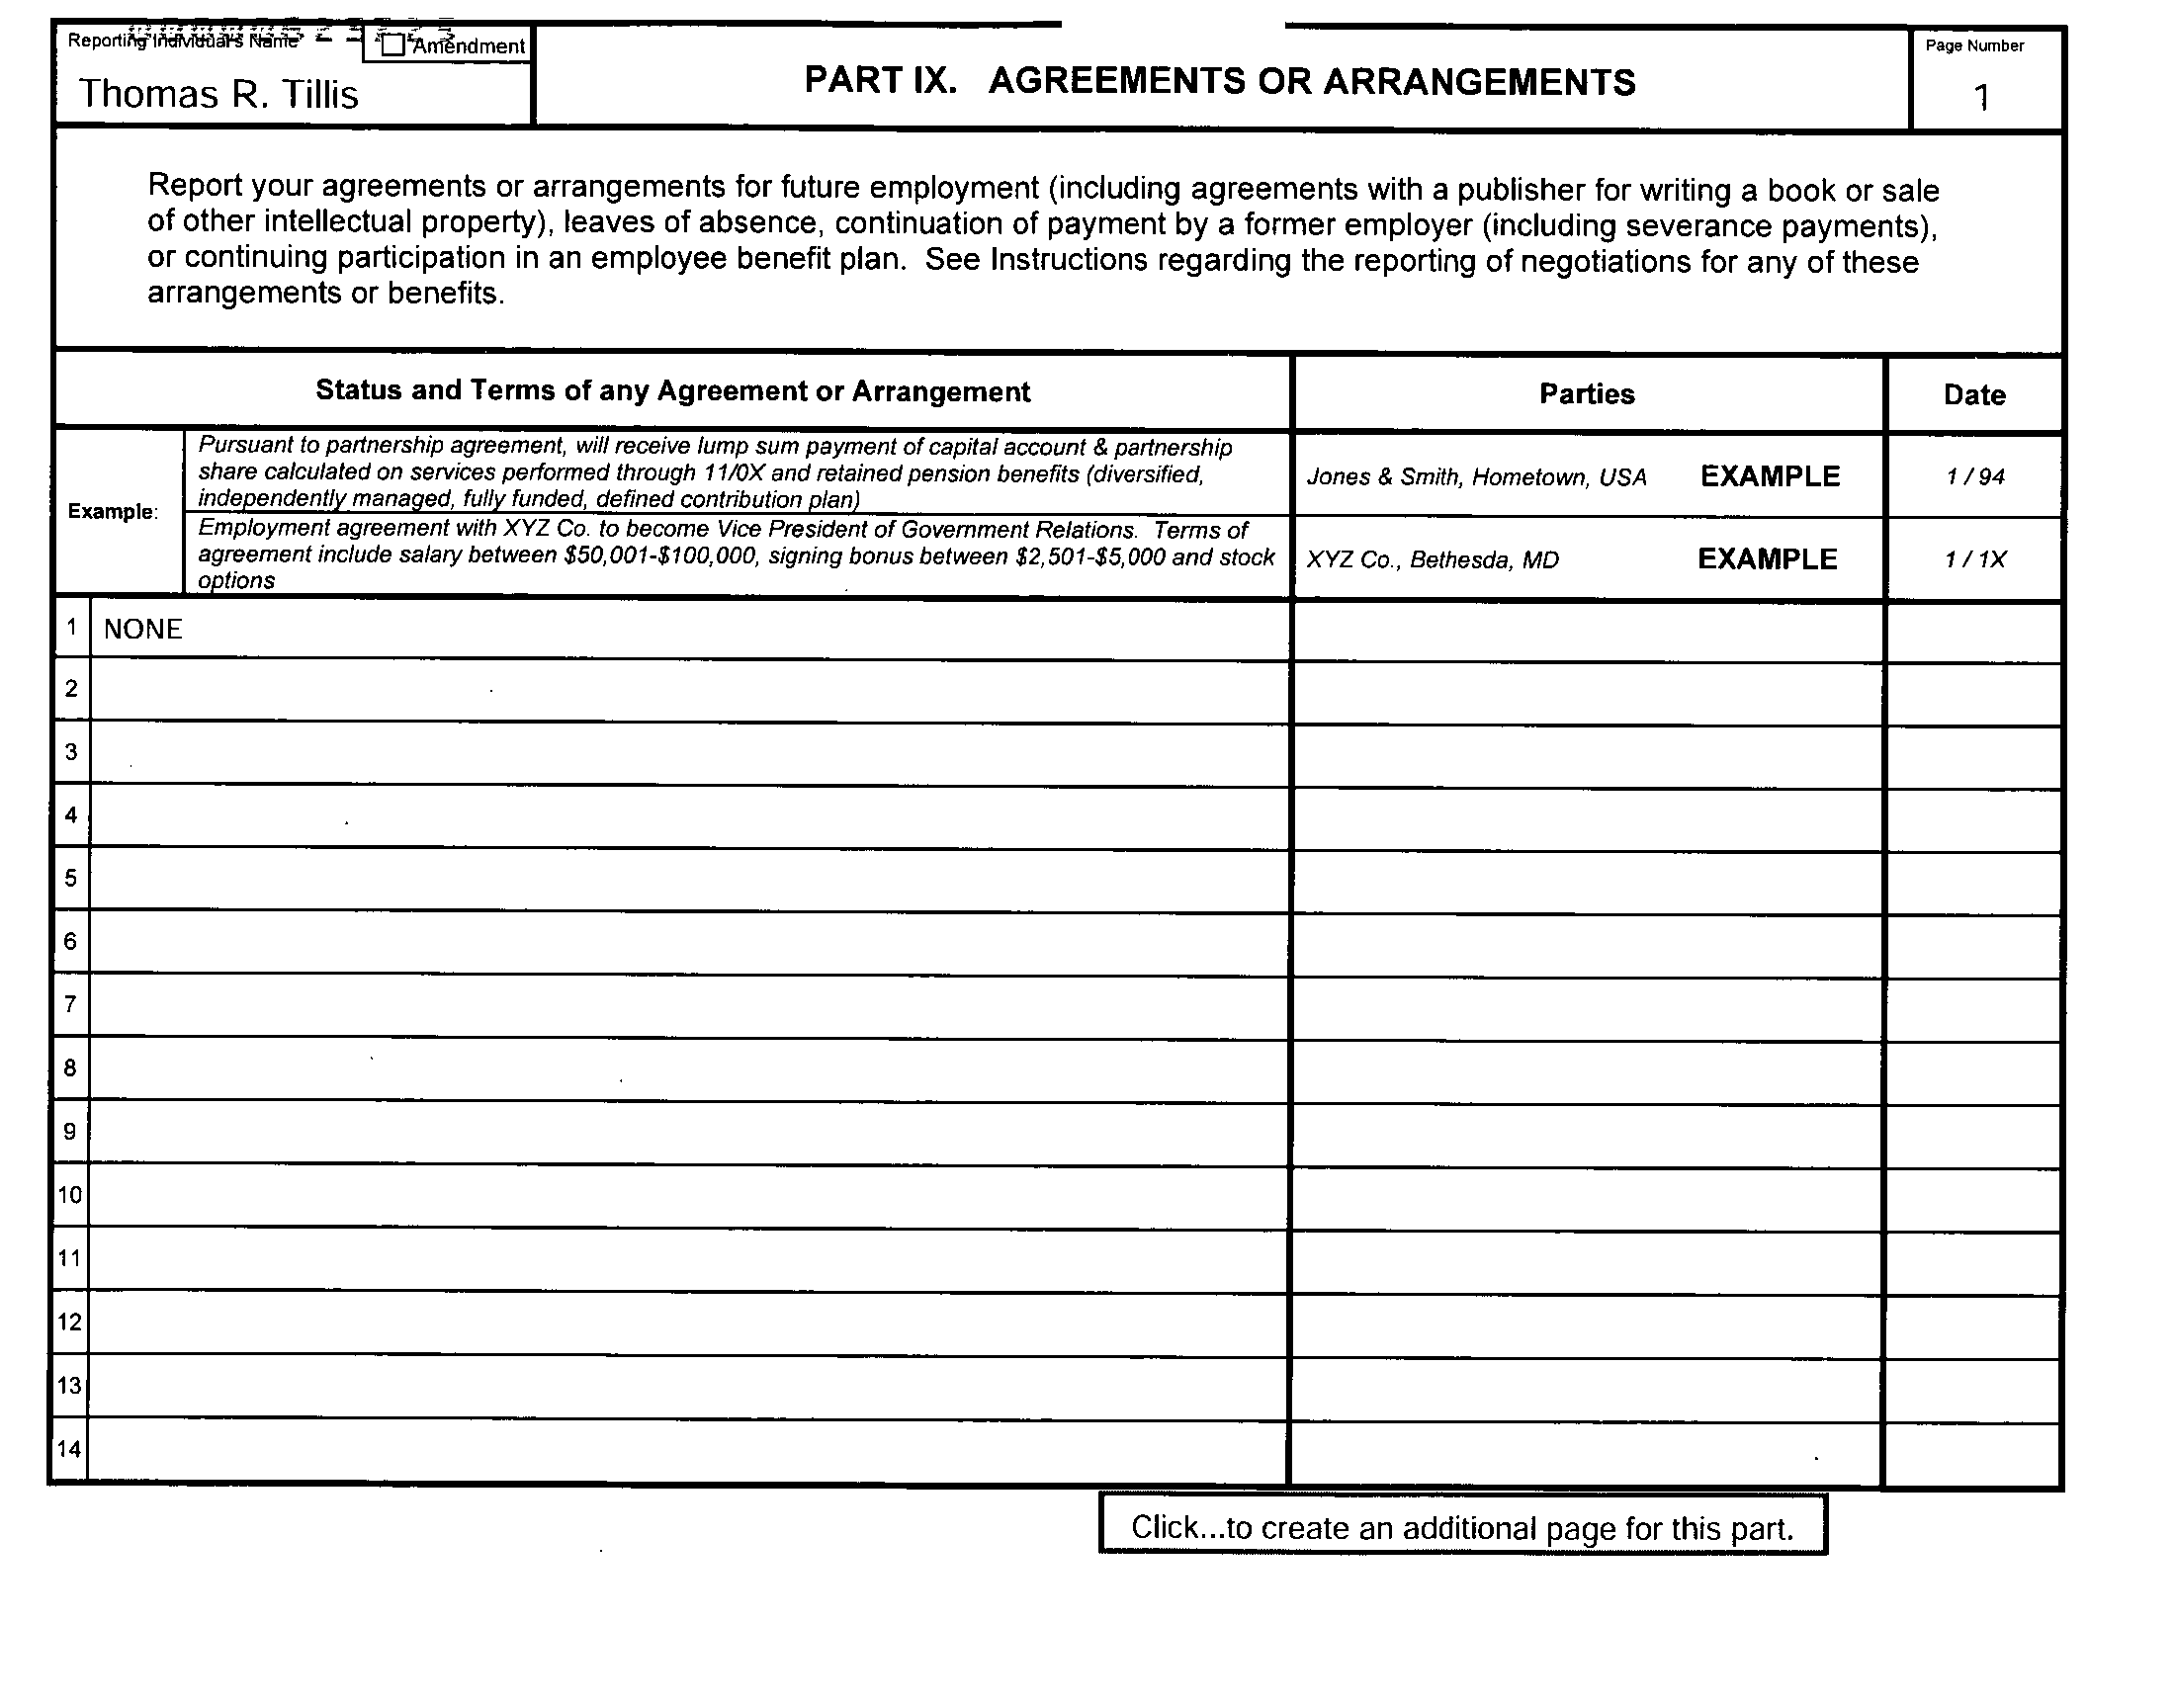 Reporting Individual's Name
Amendment
Thomas R. Tillis
PART IX.   AGREEMENTS OR ARRANGEMENTS
Page Number
1
Report your agreements or arrangements for future employment (including agreements with a publisher for writing a book or sale
of other intellectual property), leaves of absence, continuation of payment by a former employer (including severance payments),
or continuing participation in an employee benefit plan.  See Instructions regarding the reporting of negotiations for any of these
arrangements or benefits.
Status and Terms of any Agreement or Arrangement
Parties
Date
Example:
Pursuant to partnership agreement, will receive lump sum payment of capital account & partnership
share calculated on services performed through 11/0X and retained pension benefits (diversified,
independently managed, fully funded, defined contribution plan)
Jones & Smith, Hometown, USA   EXAMPLE
1 / 94
Employment agreement with XYZ Co. to become Vice President of Government Relations.  Terms of
agreement include salary between $50,001-$100,000, signing bonus between $2,501-$5,000 and stock
options
XYZ Co., Bethesda, MD   EXAMPLE
1 / 1X
1 NONE
2
3
4
5
6
7
8
9
10
11
12
13
14
Click...to create an additional page for this part.